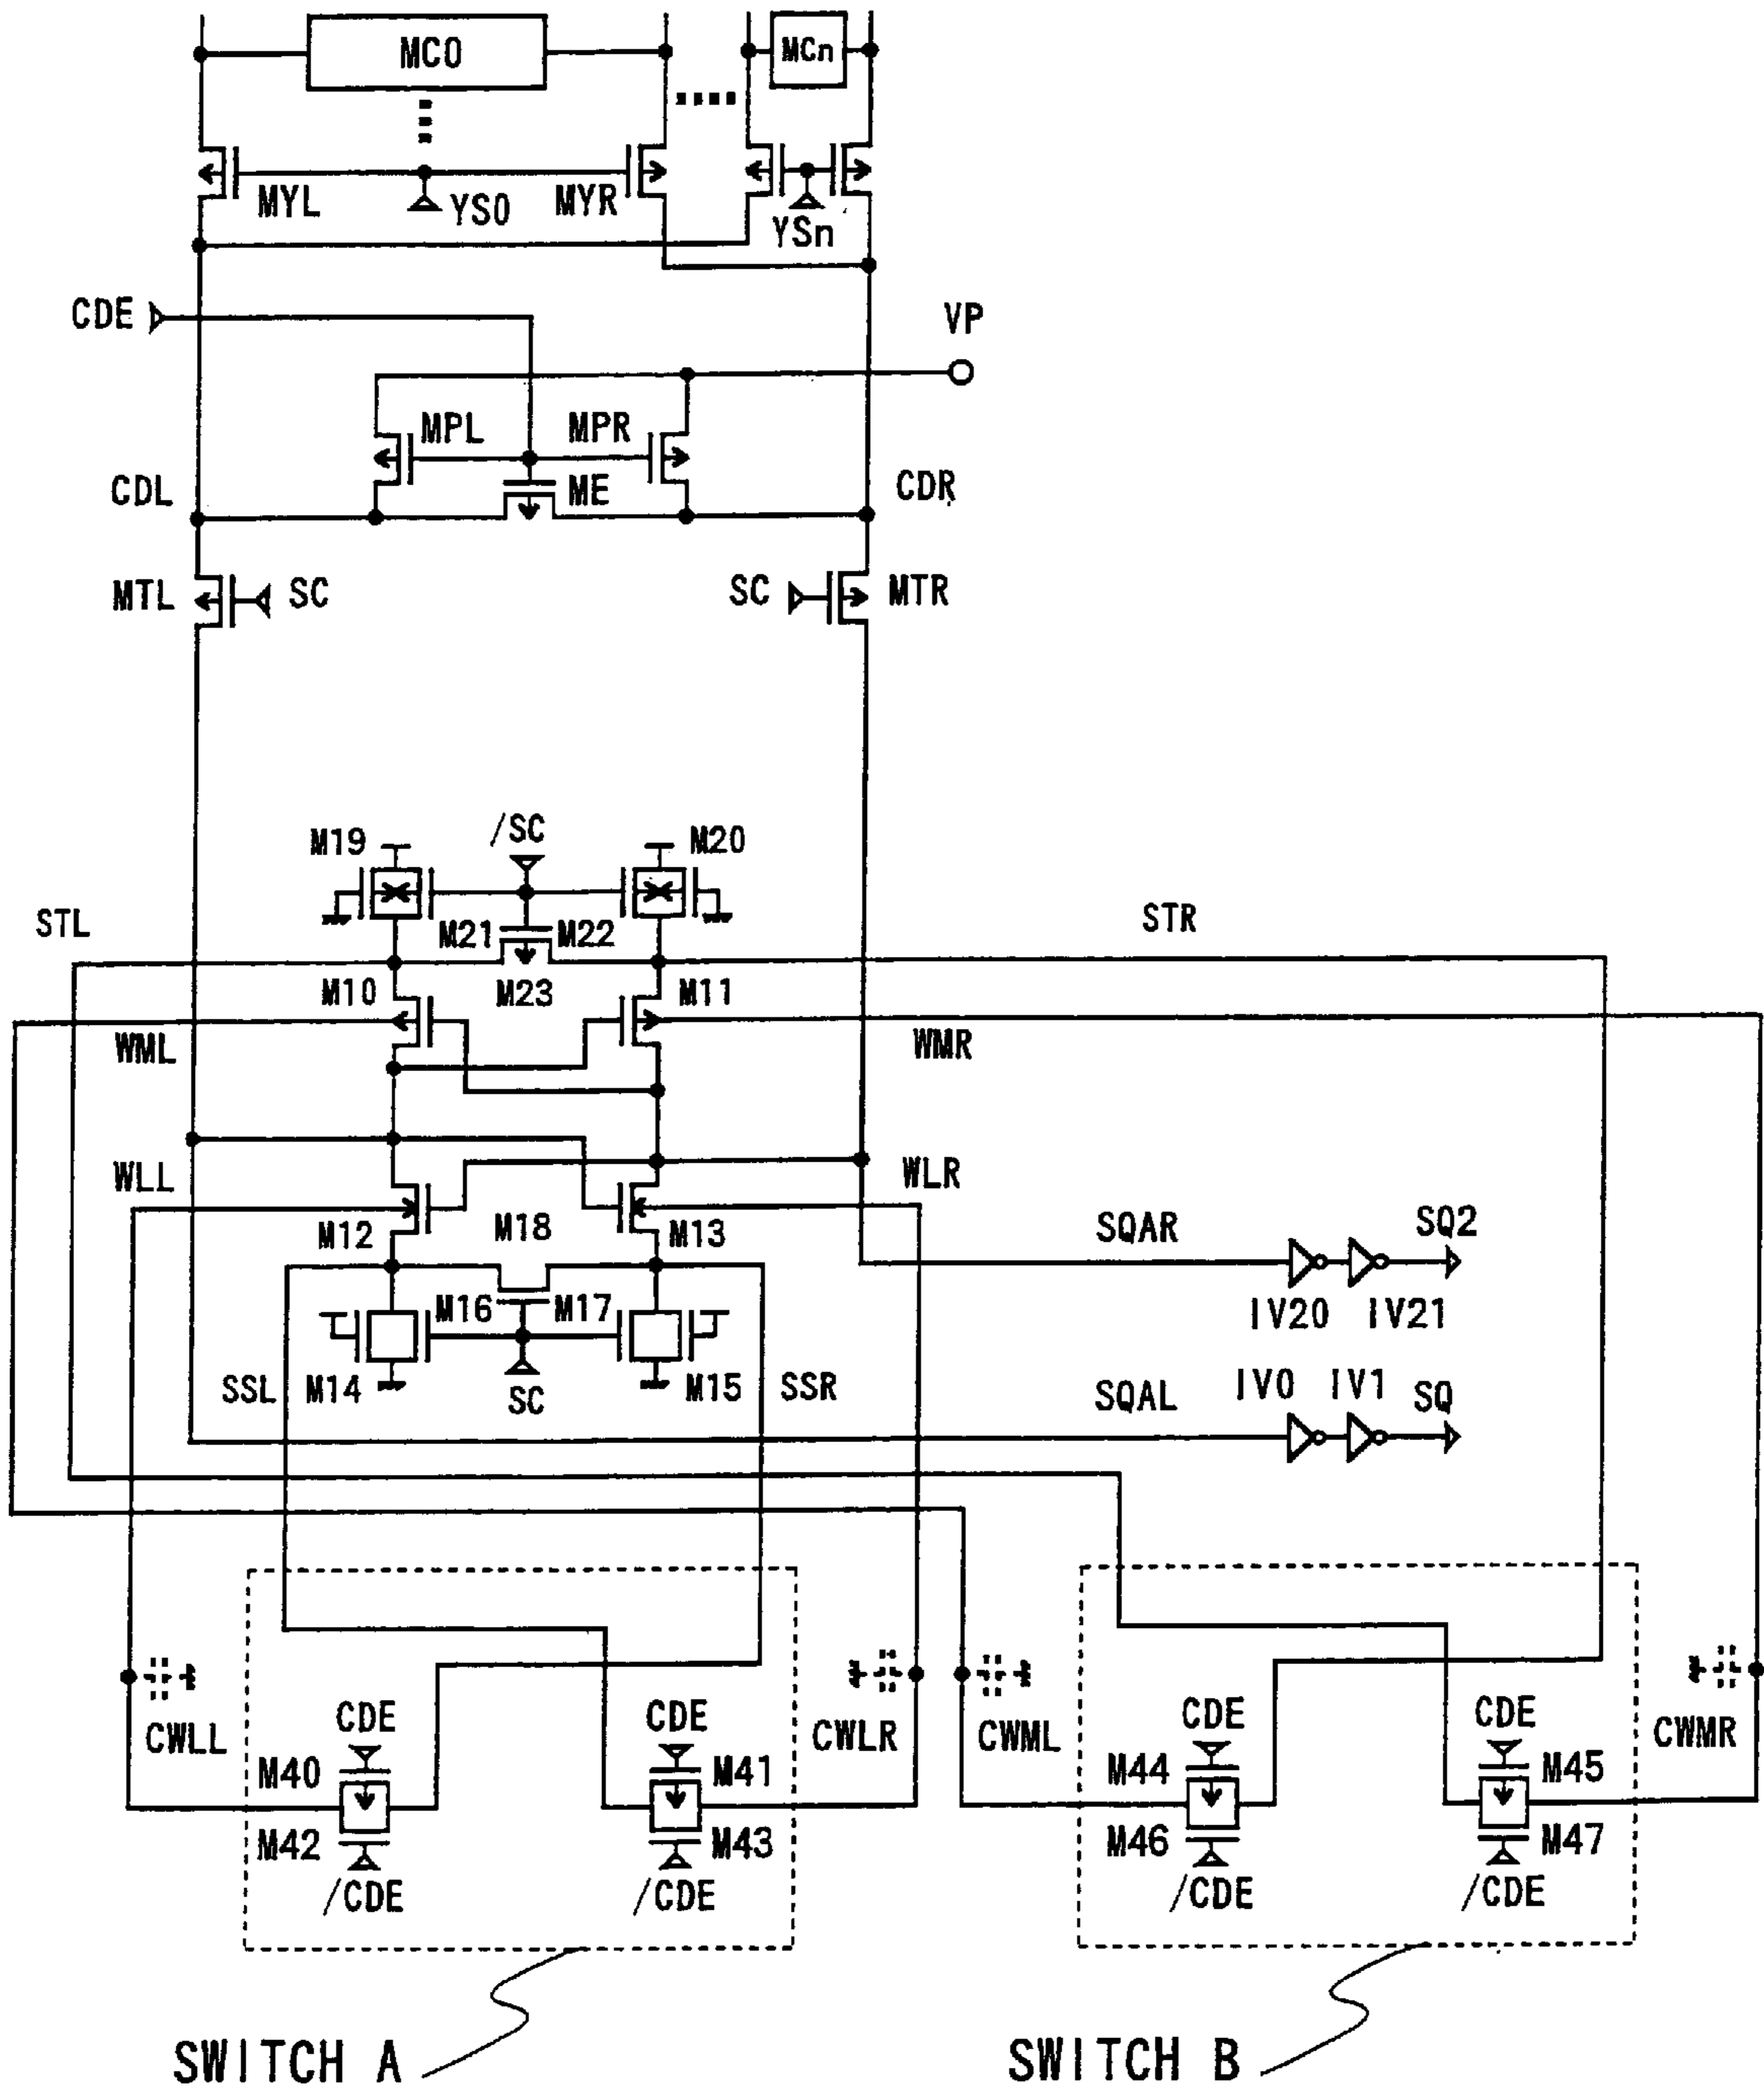 MC0
MCn
MYL
YS0
MYR
YSn
CDE
VP
MPL
MPR
CDL
ME
CDR
MTL
SC
SC
MTR
M19
/SC
M20
STL
M21
M22
STR
M10
M23
M11
WML
WMR
WLL
WLR
M12
M18
M13
SQAR
SQ2
M16
M17
IV20
IV21
SSL
M14
SC
M15
SSR
SQAL
IV0
IV1
SQ
CWLL
CDE
CDE
CWLR
CWML
CDE
CDE
CWMR
M40
M41
M44
M45
M42
M43
M46
M47
/CDE
/CDE
/CDE
/CDE
SWITCH A
SWITCH B